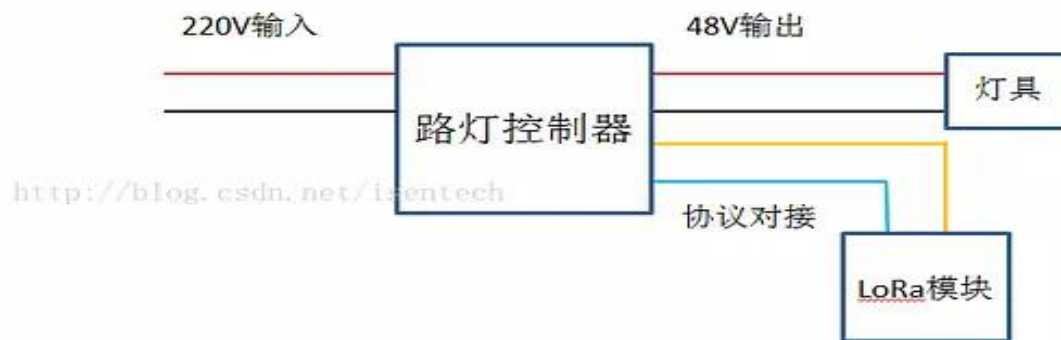 220V输入
48V输出
灯具
路灯控制器
http://blog.csdn.net/isentech
协议对接
LoRa模块